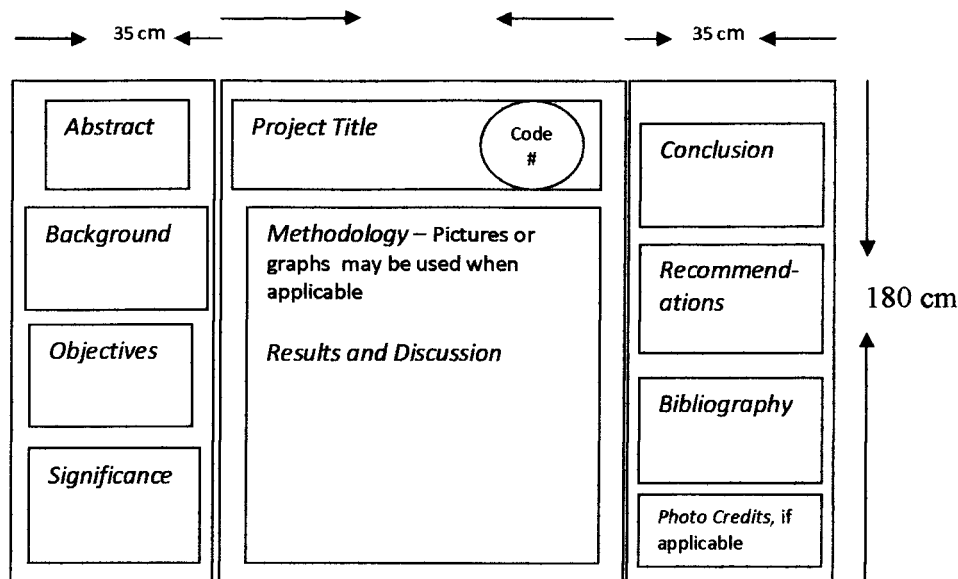 35 cm
35 cm
Abstract
Background
Objectives
Significance
Project Title
Code
#
Methodology – Pictures or
graphs may be used when
applicable
Results and Discussion
Conclusion
Recommend-
ations
Bibliography
Photo Credits, if
applicable
180 cm